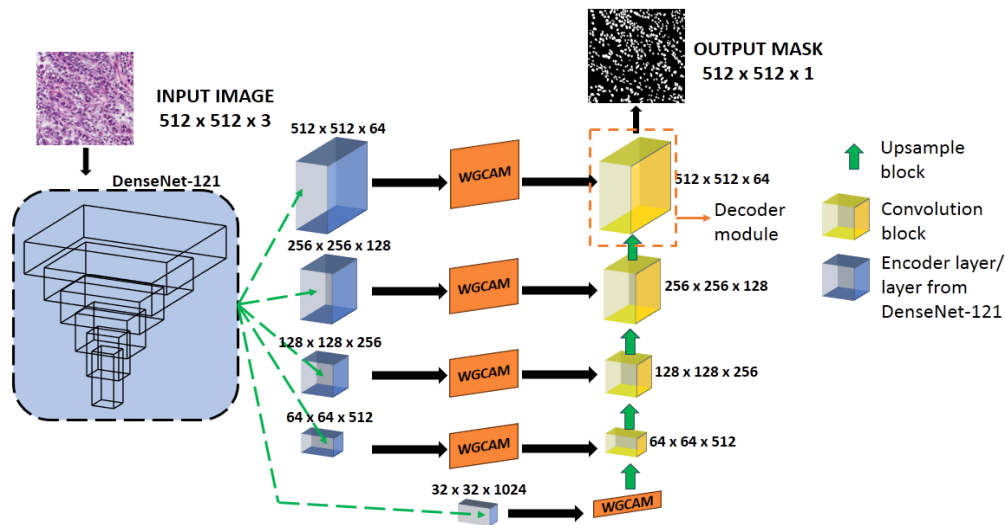 INPUT IMAGE
512 x 512 x 3
OUTPUT MASK
512 x 512 x 1
DenseNet-121
512 x 512 x 64
WGCAM
512 x 512 x 64
Decoder
module
256 x 256 x 128
WGCAM
256 x 256 x 128
128 x 128 x 256
WGCAM
128 x 128 x 256
64 x 64 x 512
WGCAM
64 x 64 x 512
32 x 32 x 1024
WGCAM
Upsample
block
Convolution
block
Encoder layer/
layer from
DenseNet-121